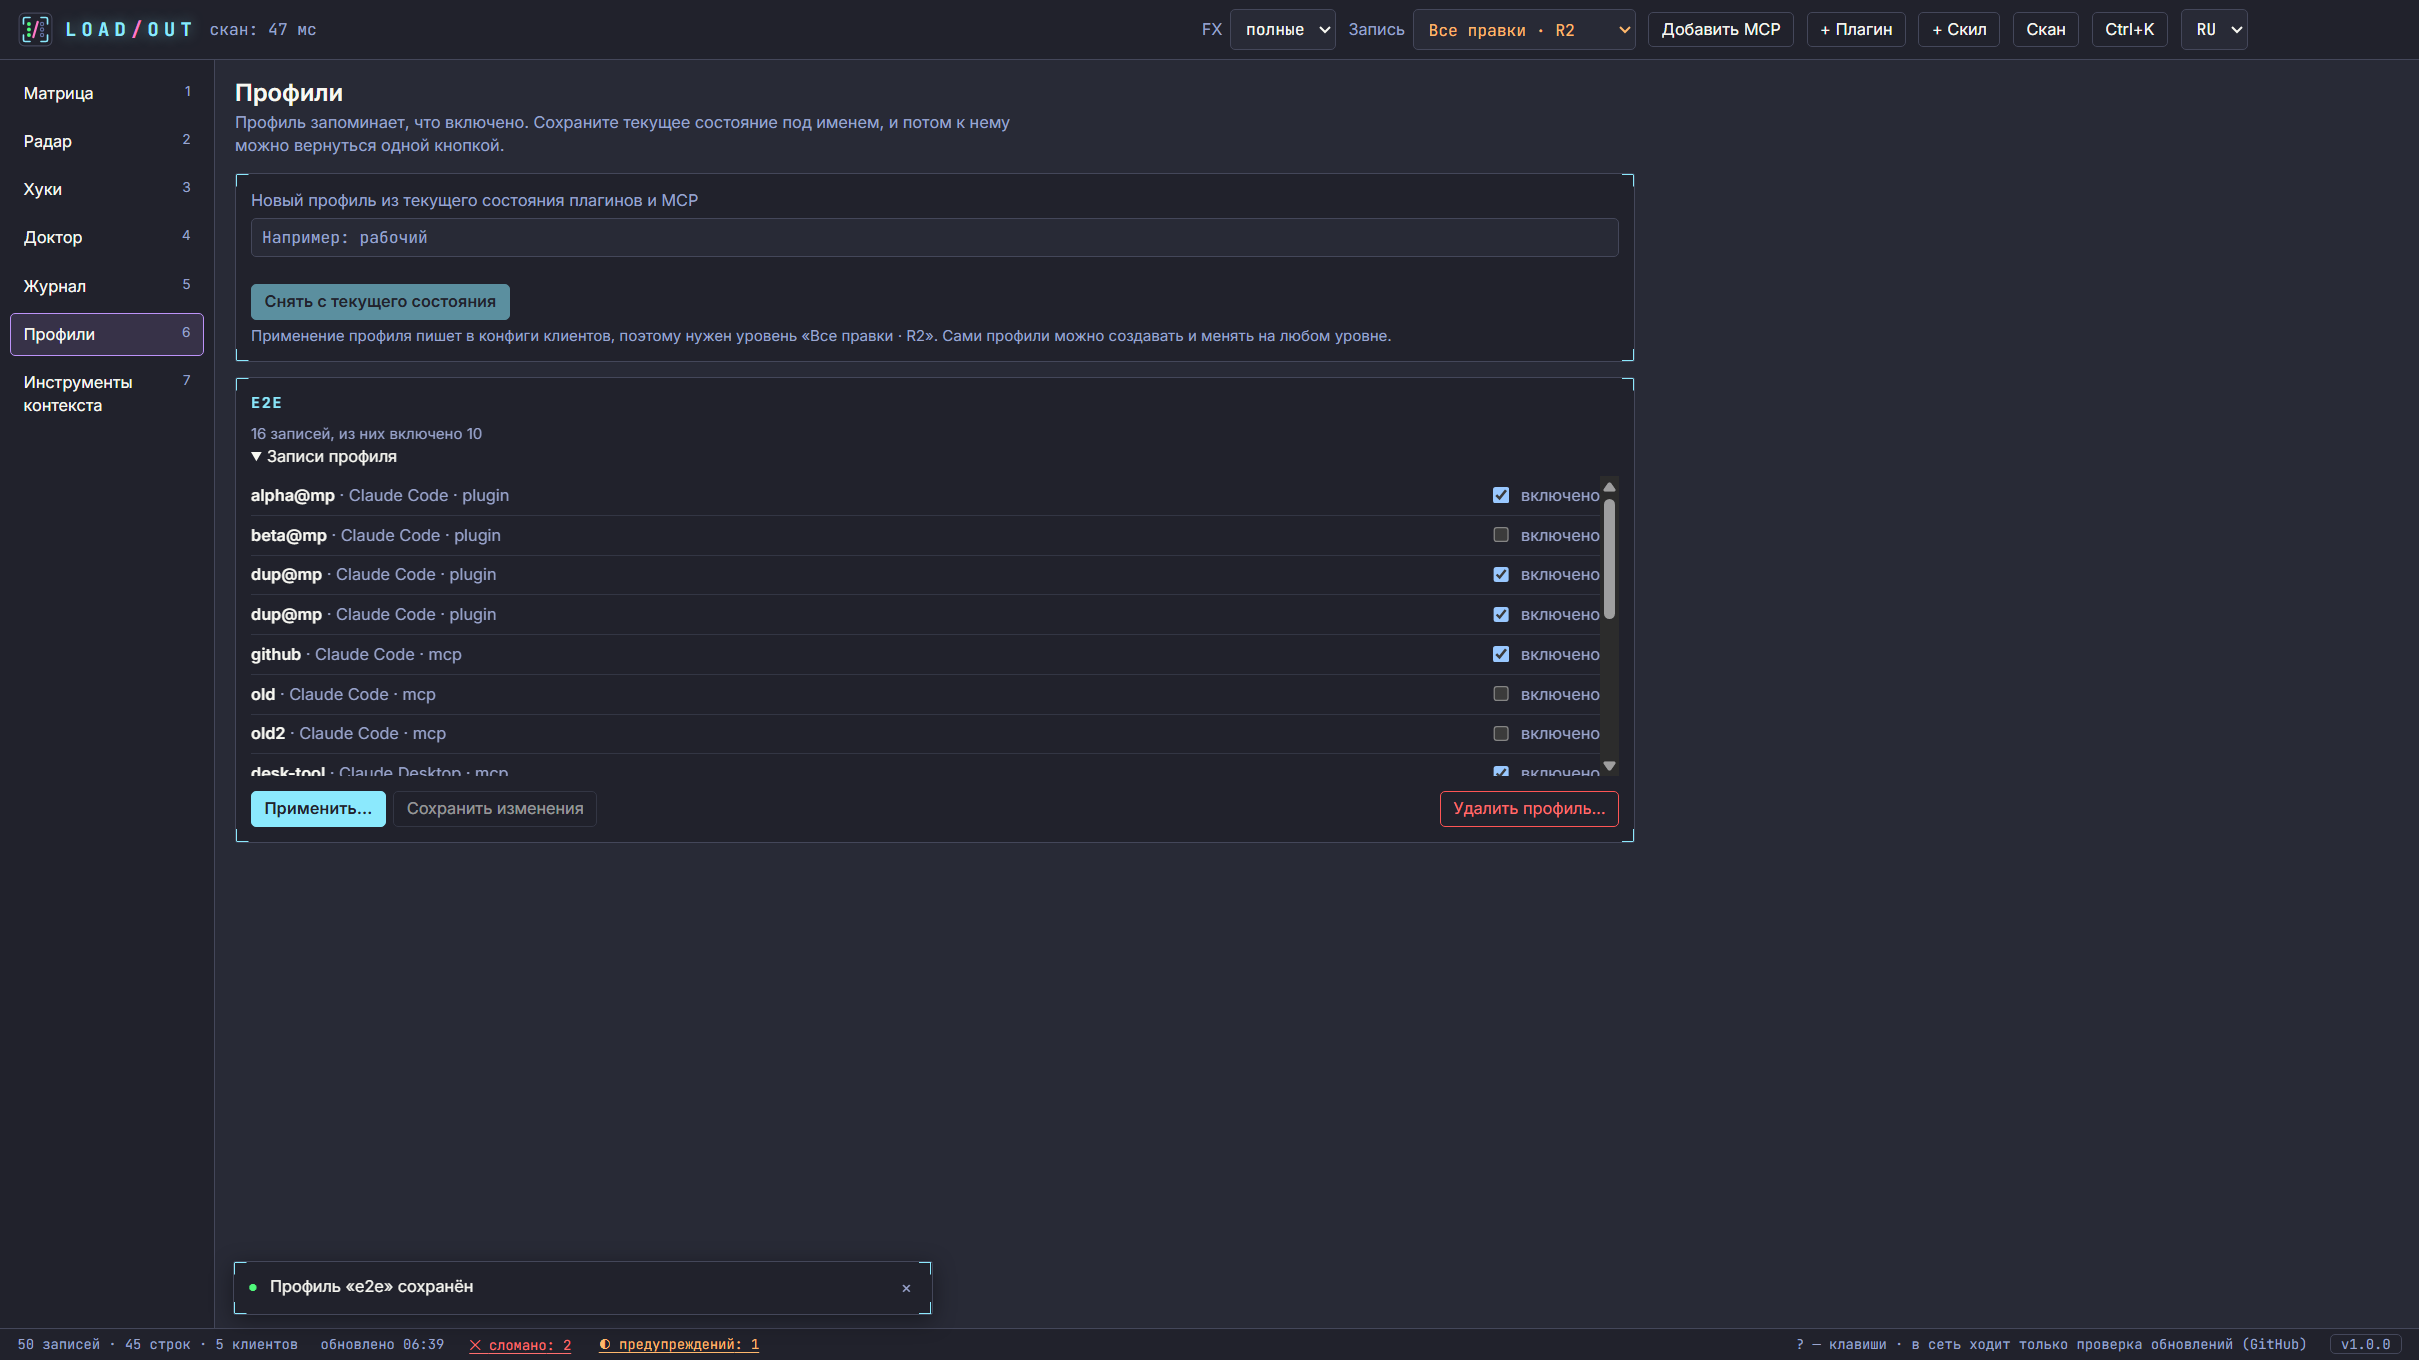 LOAD/OUT скан: 47 мс FX полные Запись Все правки · R2 Добавить MCP + Плагин + Скил Скан Ctrl+K RU
Матрица 1
Радар 2
Хуки 3
Доктор 4
Журнал 5
Профили 6
Инструменты контекста 7
Профили
Профиль запоминает, что включено. Сохраните текущее состояние под именем, и потом к нему
можно вернуться одной кнопкой.
Новый профиль из текущего состояния плагинов и MCP
Например: рабочий
Снять с текущего состояния
Применение профиля пишет в конфиги клиентов, поэтому нужен уровень «Все правки · R2». Сами профили можно создавать и менять на любом уровне.
E2E
16 записей, из них включено 10
▼ Записи профиля
alpha@mp · Claude Code · plugin включено
beta@mp · Claude Code · plugin включено
dup@mp · Claude Code · plugin включено
dup@mp · Claude Code · plugin включено
github · Claude Code · mcp включено
old · Claude Code · mcp включено
old2 · Claude Code · mcp включено
desk-tool · Claude Desktop · mcp включено
Применить... Сохранить изменения Удалить профиль...
Профиль «e2e» сохранён ×
50 записей · 45 строк · 5 клиентов обновлено 06:39 сломано: 2 предупреждений: 1 ? — клавиши · в сеть ходит только проверка обновлений (GitHub) v1.0.0